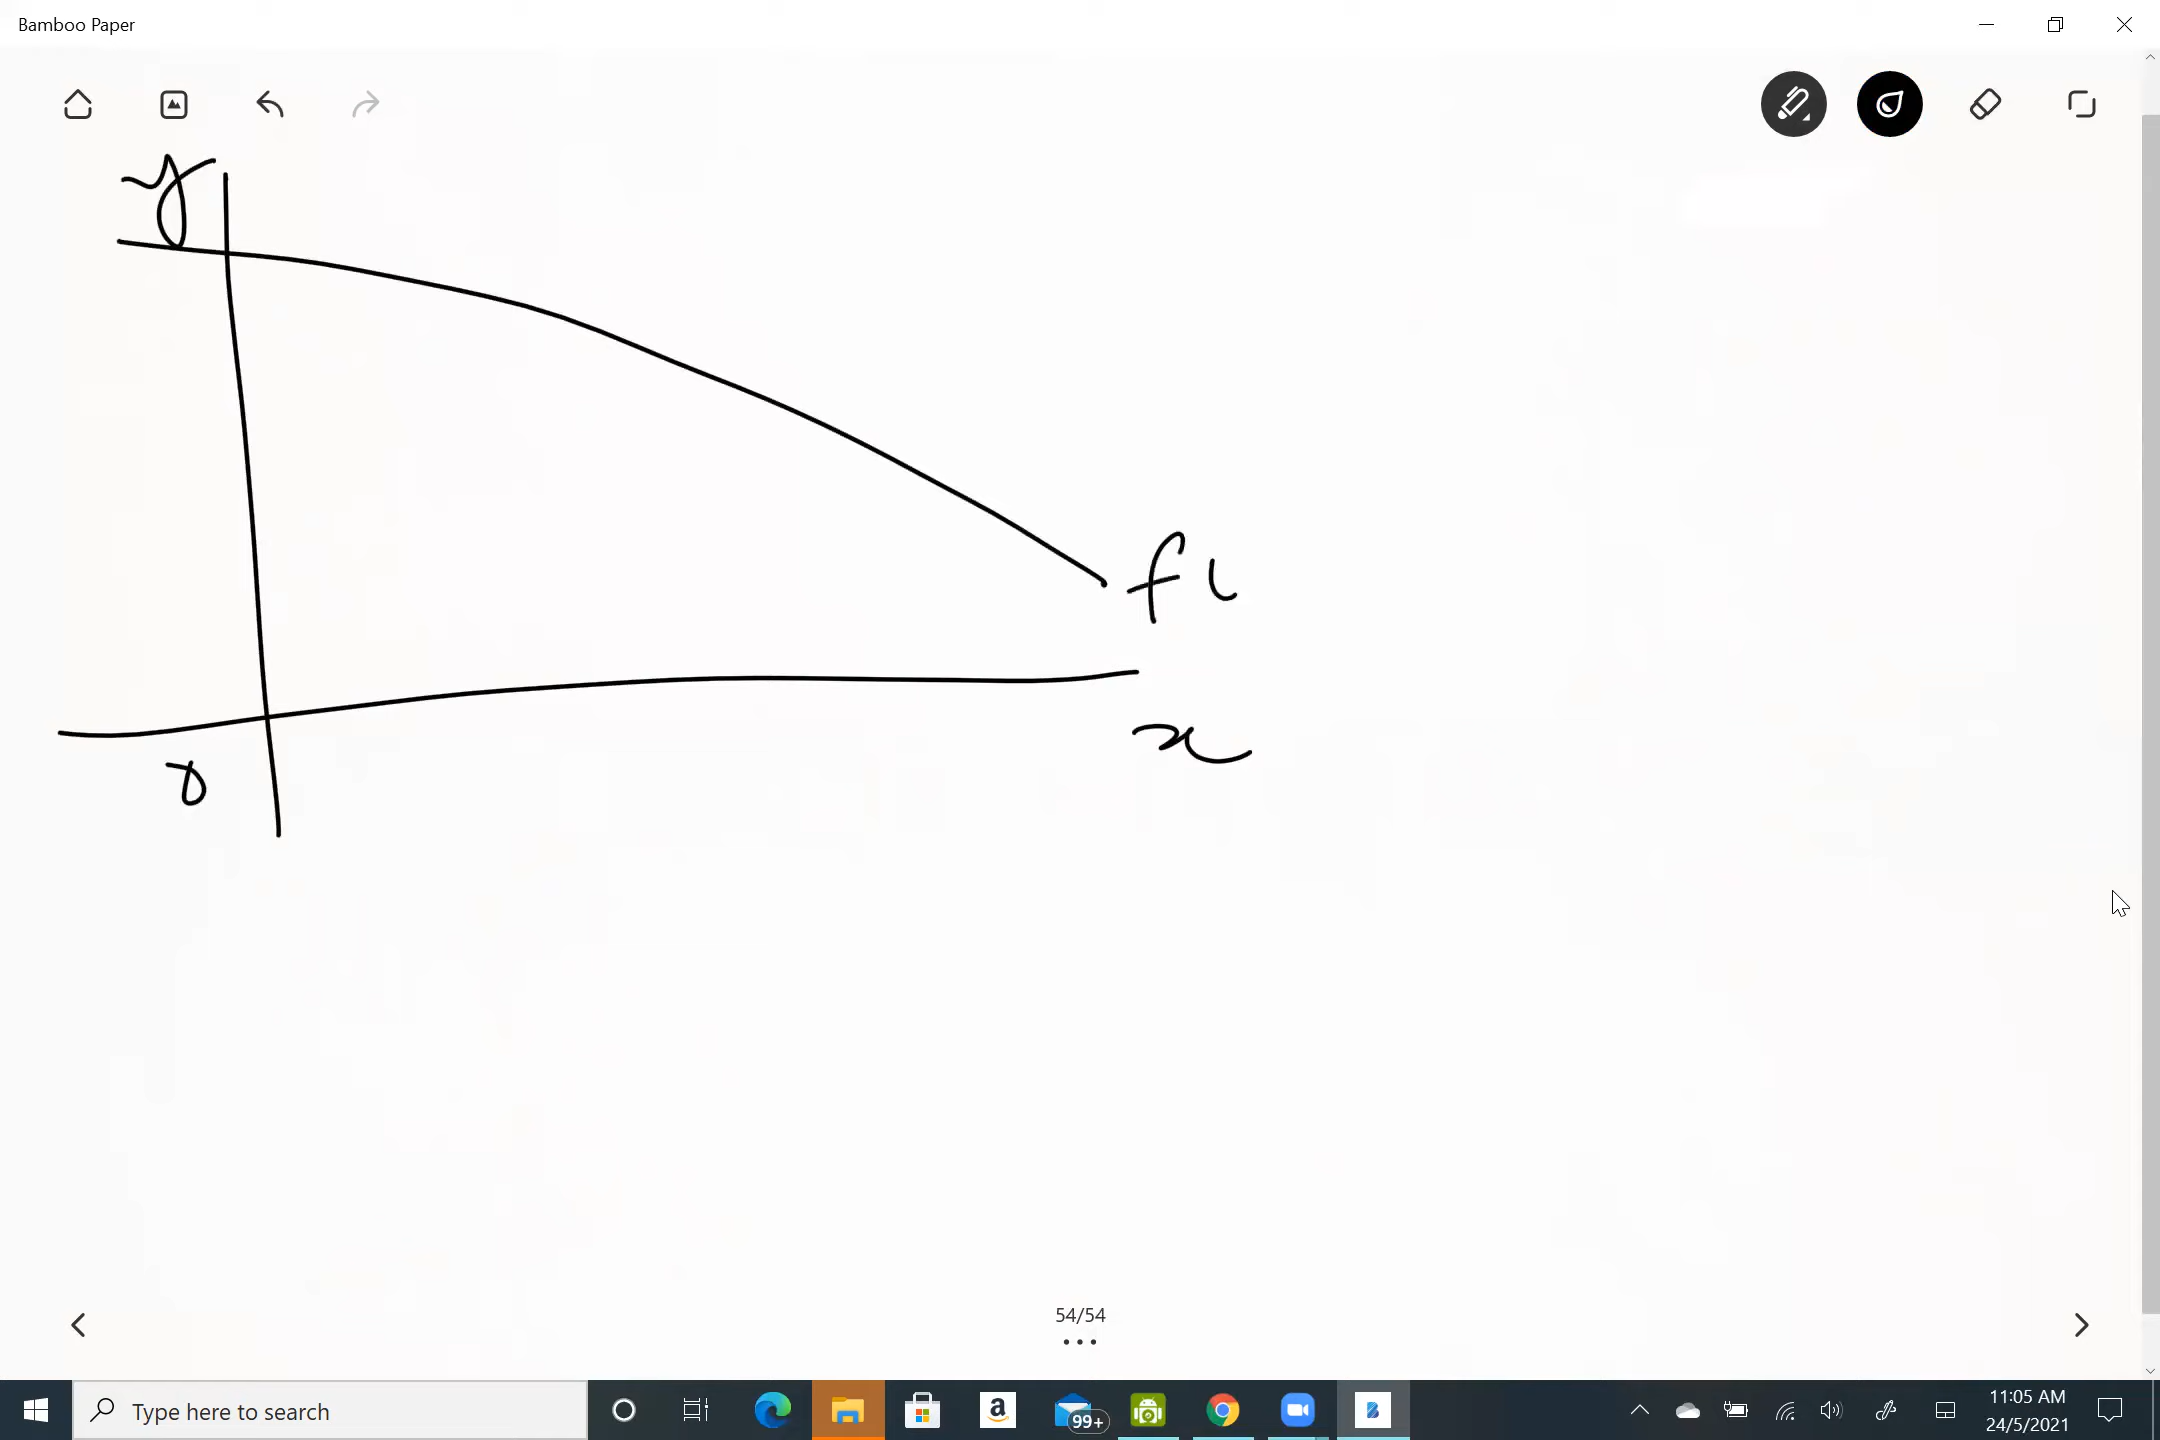 Bamboo Paper
y
f(
x
0
54/54
Type here to search
99+
11:05 AM
24/5/2021